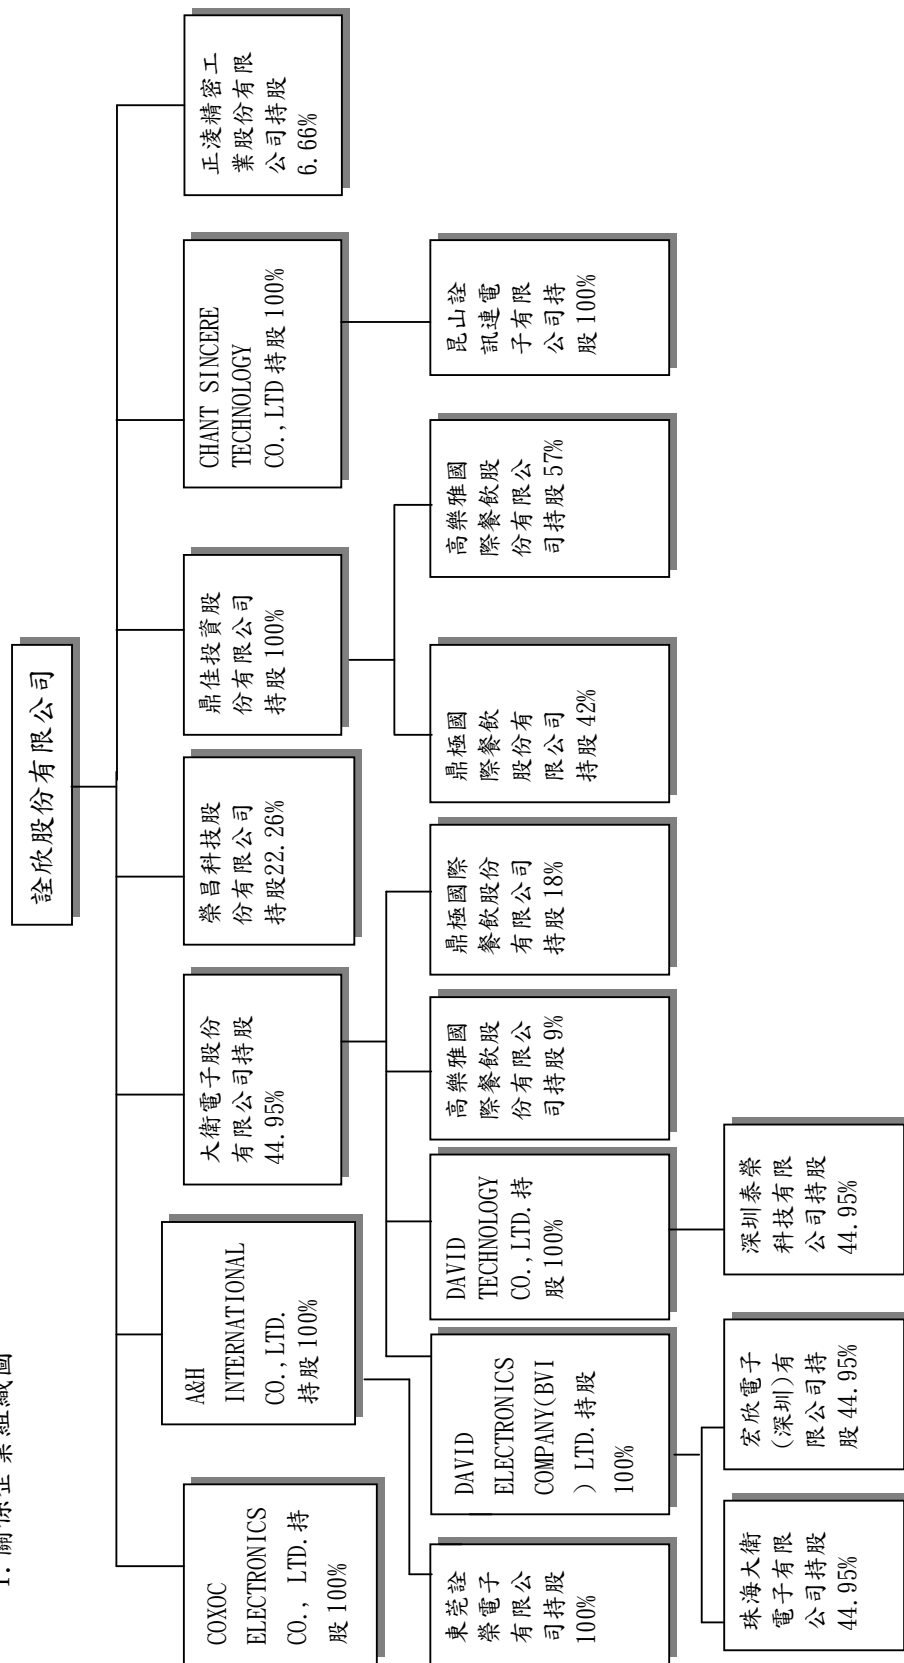 1.關係企業組織圖
詮欣股份有限公司
COXOC
ELECTRONICS
CO., LTD.持
股100%
A&H
INTERNATIONAL
CO.,LTD.
持股100%
大衛電子股份
有限公司持股
44.95%
榮昌科技股
份有限公司
持股22.26%
鼎佳投資股
份有限公司
持股100%
CHANT SINCERE
TECHNOLOGY
CO.,LTD持股100%
正淩精密工
業股份有限
公司持股
6.66%
東莞詮
榮電子
有限公
司持股
100%
DAVID
ELECTRONICS
COMPANY(BVI
) LTD.持股
100%
DAVID
TECHNOLOGY
CO.,LTD.持
股100%
高樂雅國
際餐飲股
份有限公
司持股9%
鼎極國際
餐飲股份
有限公司
持股18%
鼎極國
際餐飲
股份有
限公司
持股42%
高樂雅國
際餐飲股
份有限公
司持股57%
昆山詮
訊連電
子有限
公司持
股100%
珠海大衛
電子有限
公司持股
44.95%
宏欣電子
(深圳)有
限公司持
股44.95%
深圳泰榮
科技有限
公司持股
44.95%